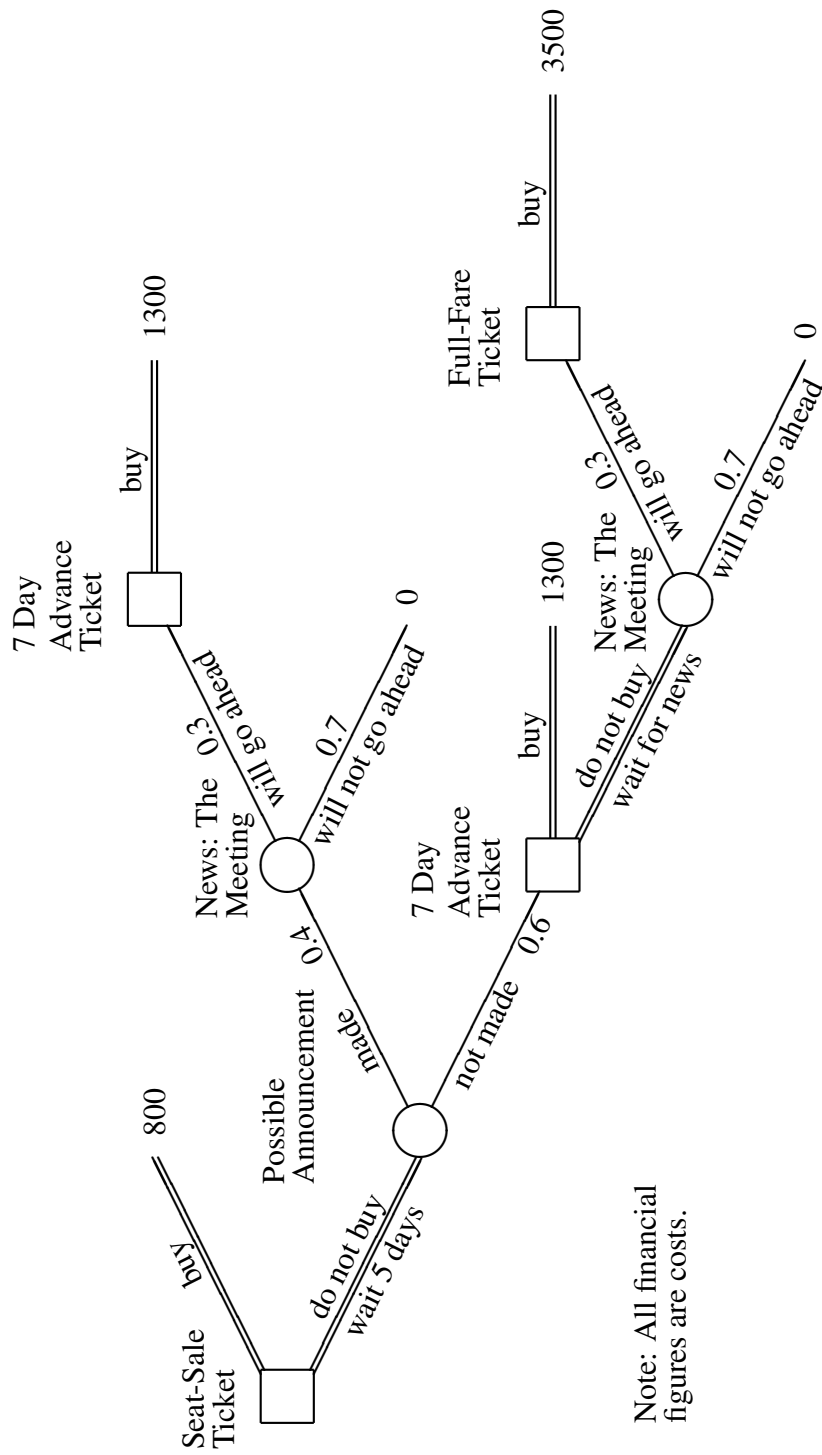 Seat-Sale
Ticket
buy
800
do not buy
wait 5 days
Possible
Announcement
made
0.4
News: The
Meeting
0.3
will go ahead
7 Day
Advance
Ticket
buy
1300
0.7
will not go ahead
0
not made
0.6
7 Day
Advance
Ticket
buy
1300
do not buy
wait for news
News: The
Meeting
0.3
will go ahead
Full-Fare
Ticket
buy
3500
0.7
will not go ahead
0
Note: All financial
figures are costs.